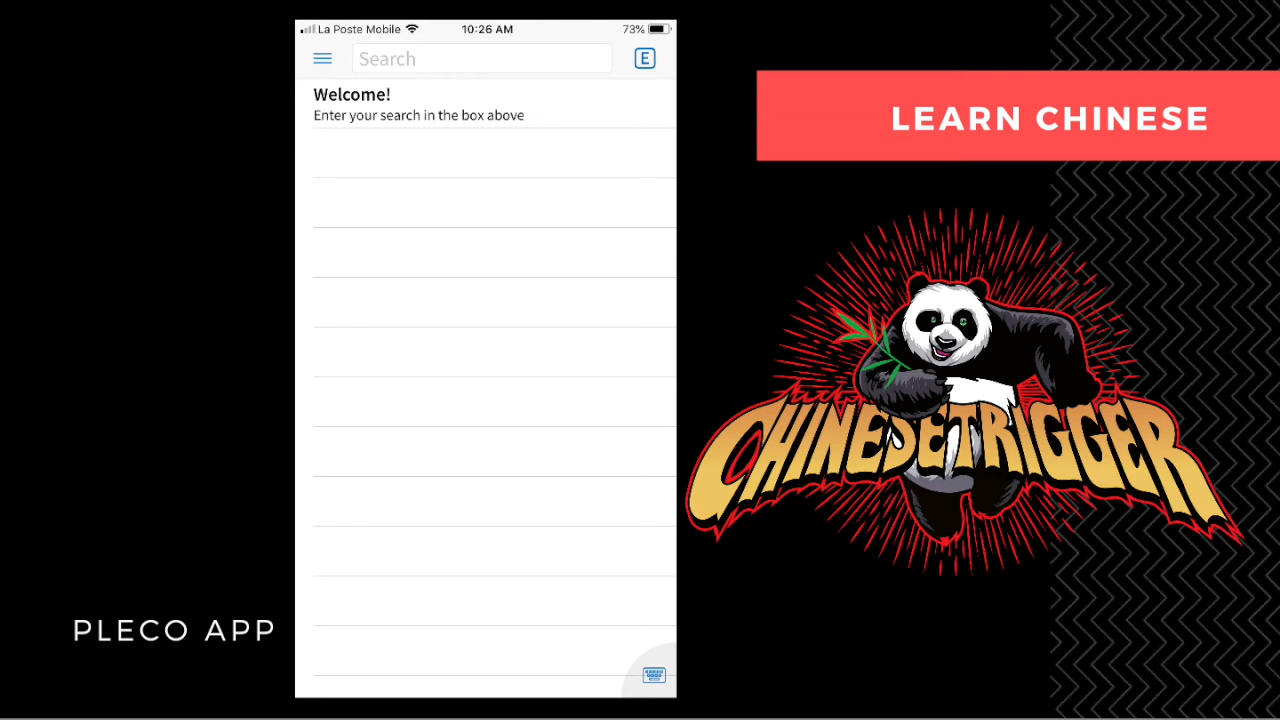 La Poste Mobile 10:26 AM 73%
Search E
Welcome!
Enter your search in the box above
LEARN CHINESE
CHINESETRIGGER
PLECO APP